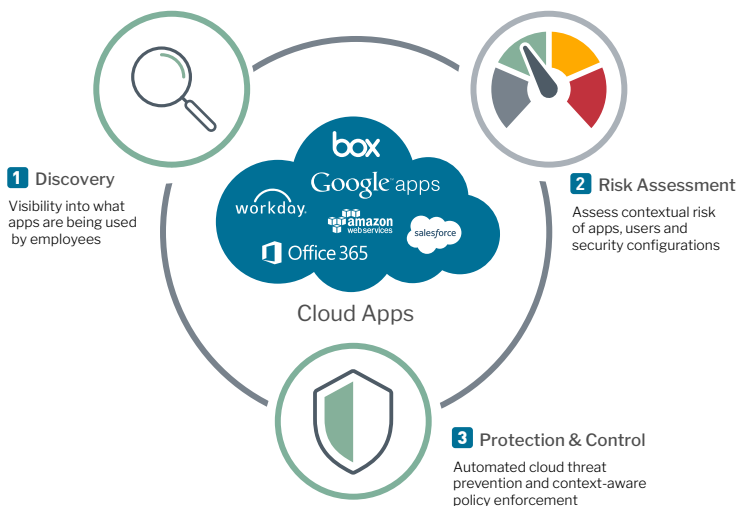 box
Google™ apps
workday.
amazon
web services
salesforce
Office 365
Cloud Apps
1 Discovery
Visibility into what
apps are being used
by employees
2 Risk Assessment
Assess contextual risk
of apps, users and
security configurations
3 Protection & Control
Automated cloud threat
prevention and context-aware
policy enforcement